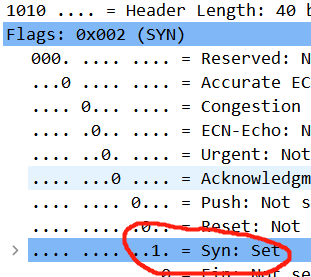 1010 .... = Header Length: 40 b
Flags: 0x002 (SYN)
000. .... .... = Reserved: N
...0 .... .... = Accurate EC
.... 0... .... = Congestion
.... .0.. .... = ECN-Echo: N
.... ..0. .... = Urgent: Not
.... ...0 .... = Acknowledgm
.... .... 0... = Push: Not s
.... .... .0.. = Reset: Not
.... .... ..1. = Syn: Set
.... .... ...0 = Fin: Not se